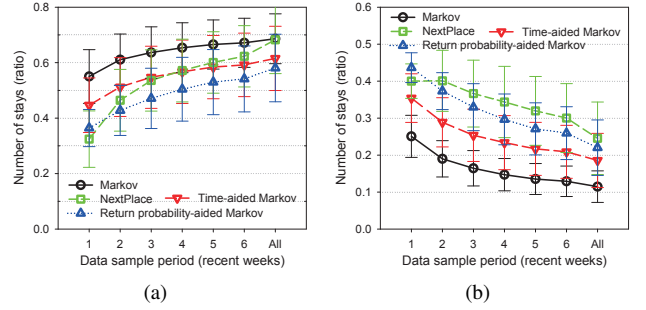 0.8
0.6
0.4
0.2
0.0
Number of stays (ratio)
Markov
NextPlace
Time-aided Markov
Return probability-aided Markov
1 2 3 4 5 6 All
Data sample period (recent weeks)
(a)
0.6
0.5
0.4
0.3
0.2
0.1
0.0
Number of stays (ratio)
Markov
NextPlace
Time-aided Markov
Return probability-aided Markov
1 2 3 4 5 6 All
Data sample period (recent weeks)
(b)